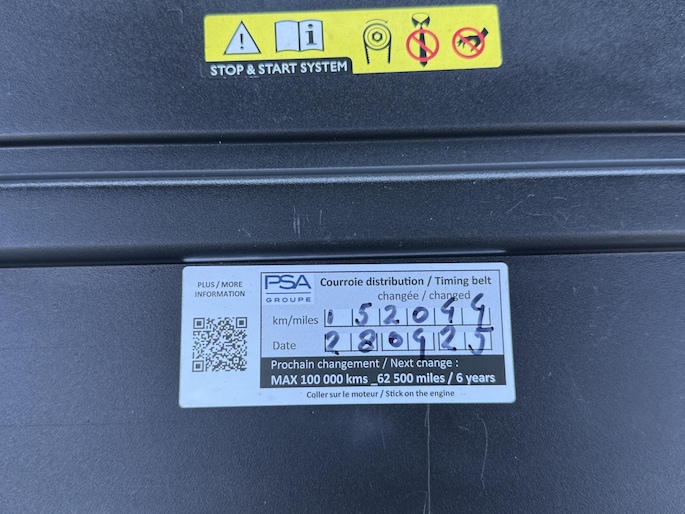 STOP & START SYSTEM
PLUS / MORE
INFORMATION
PSA
GROUPE
Courroie distribution / Timing belt
changée / changed
km/miles 152099
Date 280925
Prochain changement / Next change :
MAX 100 000 kms _62 500 miles / 6 years
Coller sur le moteur / Stick on the engine